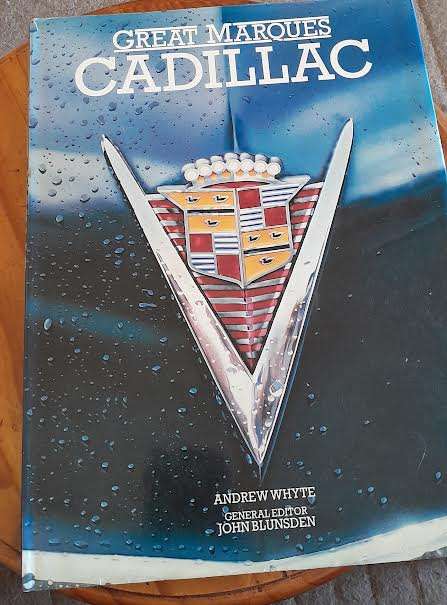 GREAT MARQUES
CADILLAC
ANDREW WHYTE
GENERAL EDITOR
JOHN BLUNSDEN